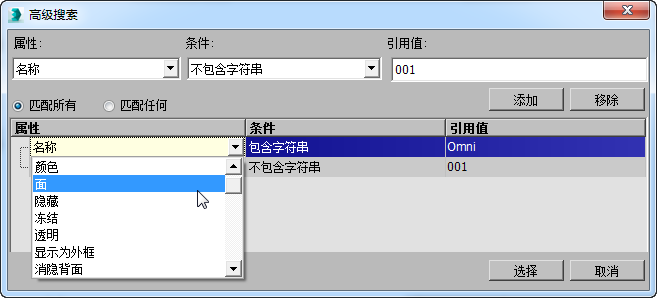 高级搜索
属性: 条件: 引用值:
名称 不包含字符串 001
匹配所有 匹配任何 添加 移除
属性 条件 引用值
名称 包含字符串 Omni
颜色 不包含字符串 001
面
隐藏
冻结
透明
显示为外框
消隐背面
选择 取消